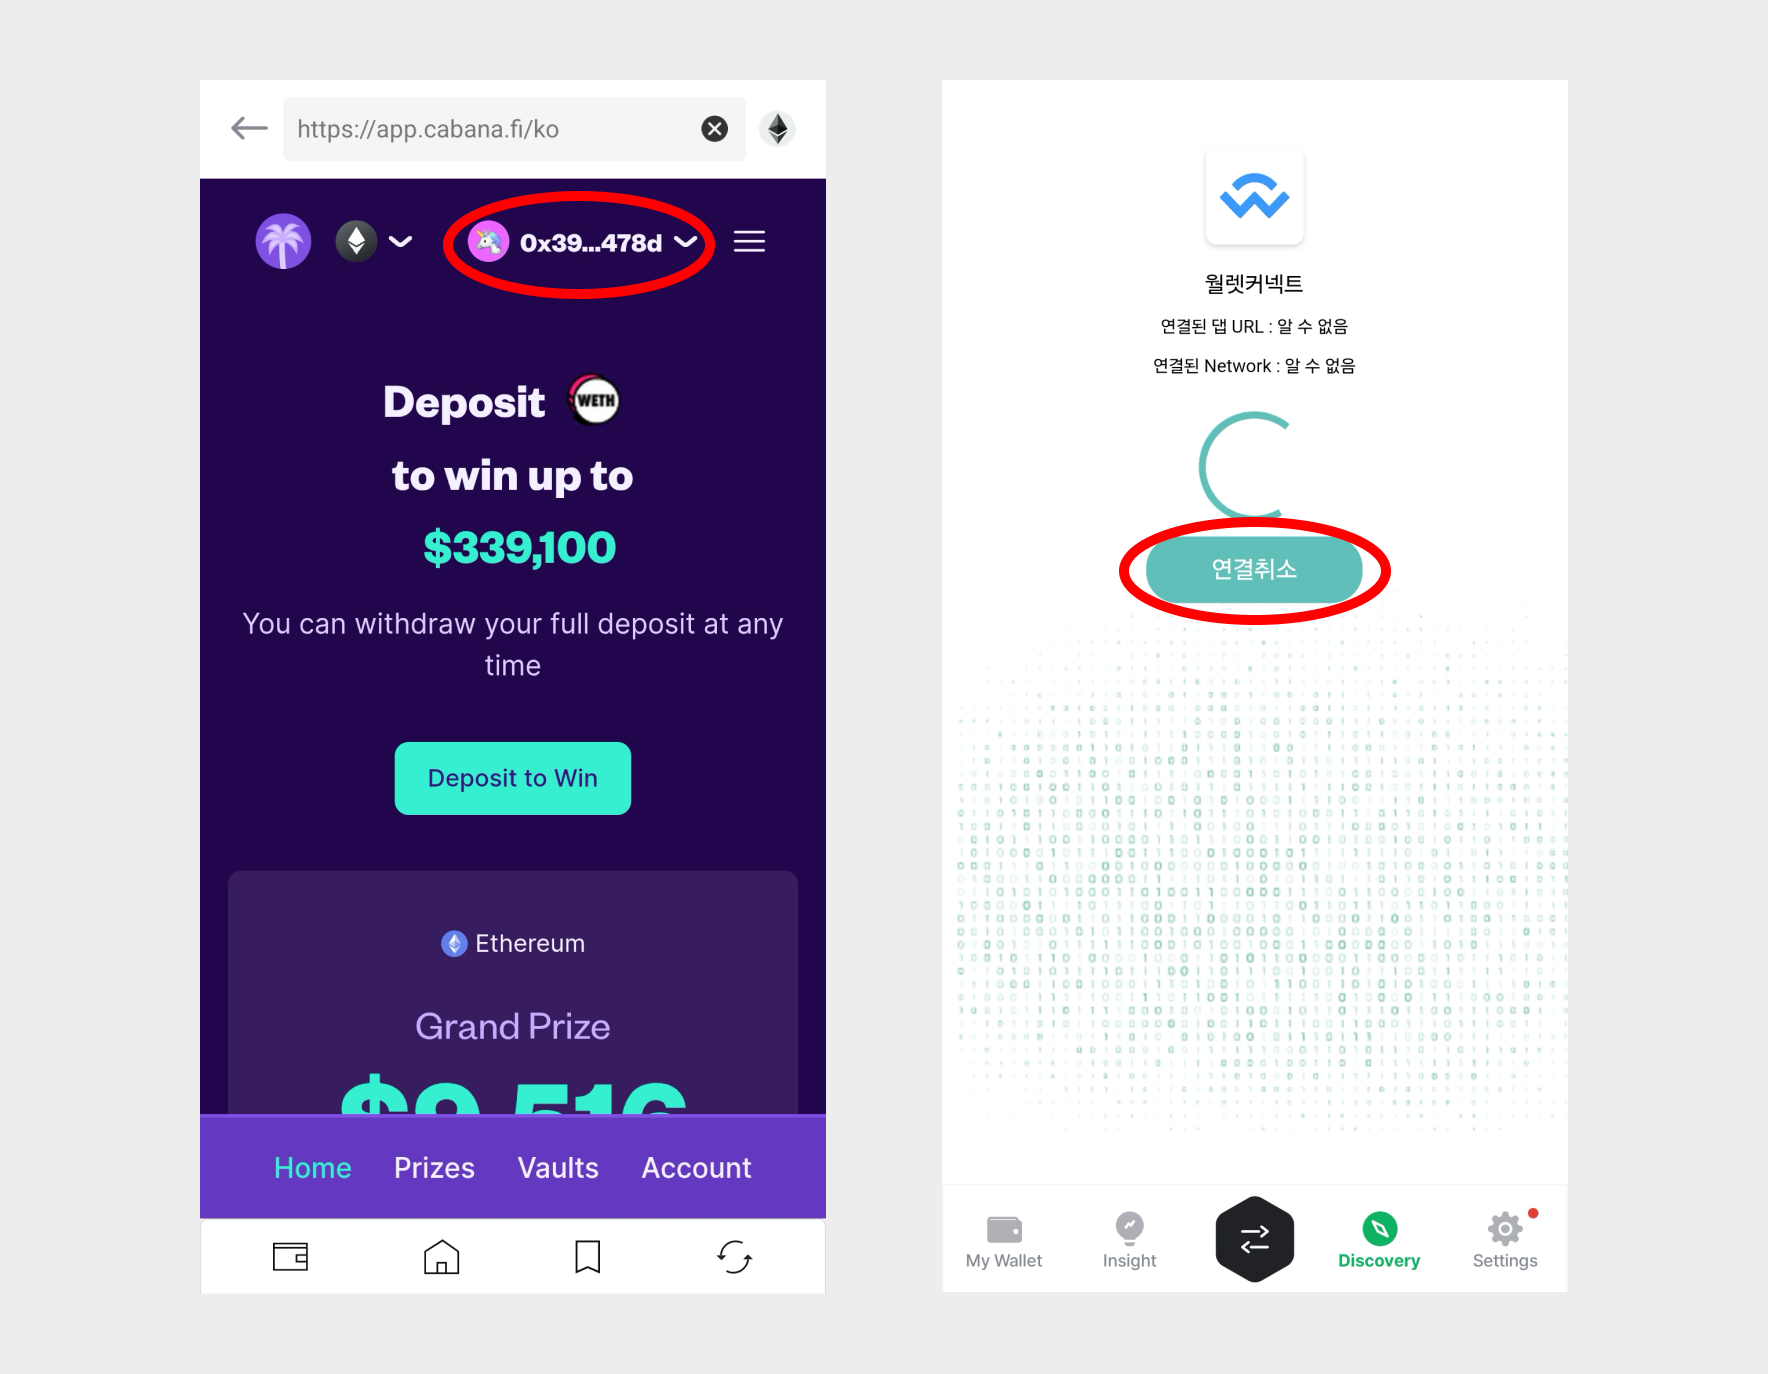 https://app.cabana.fi/ko
0x39...478d
Deposit WETH
to win up to
$339,100
You can withdraw your full deposit at any
time
Deposit to Win
Ethereum
Grand Prize
Home Prizes Vaults Account
월렛커넥트
연결된 댑 URL : 알 수 없음
연결된 Network : 알 수 없음
연결취소
My Wallet Insight Discovery Settings